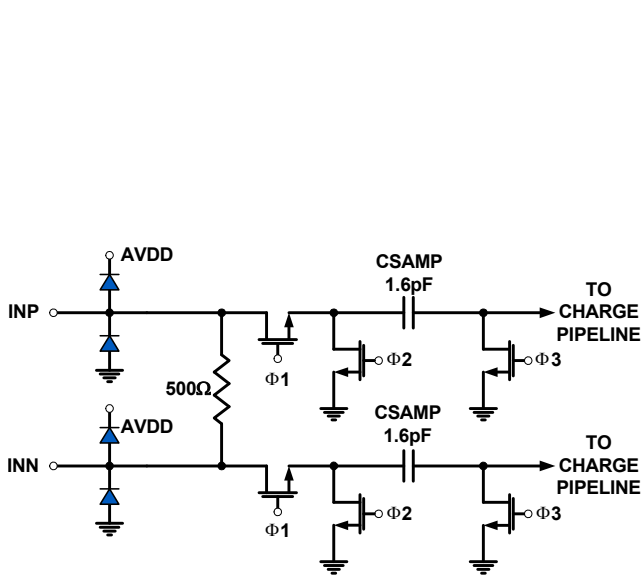 AVDD
CSAMP
1.6pF
INP
TO
CHARGE
PIPELINE
Φ1
Φ2
Φ3
500Ω
AVDD
CSAMP
1.6pF
INN
TO
CHARGE
PIPELINE
Φ1
Φ2
Φ3